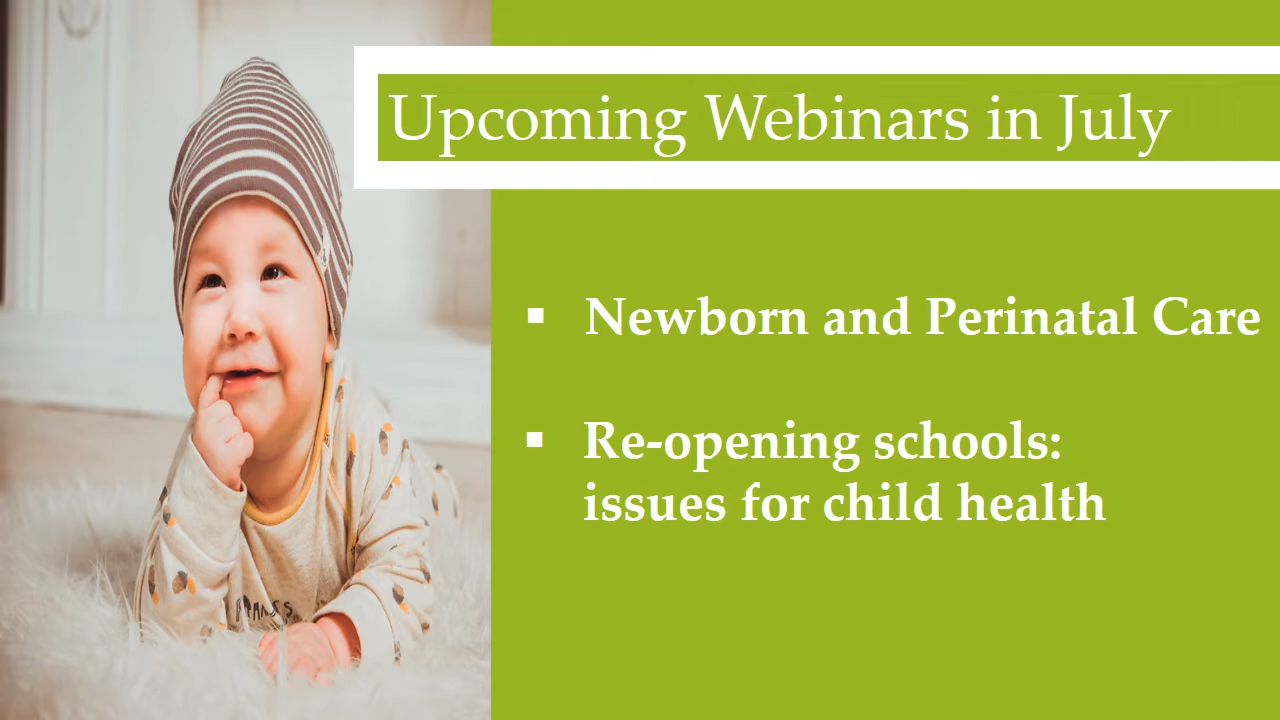 Upcoming Webinars in July
▪ Newborn and Perinatal Care
▪ Re-opening schools:
issues for child health